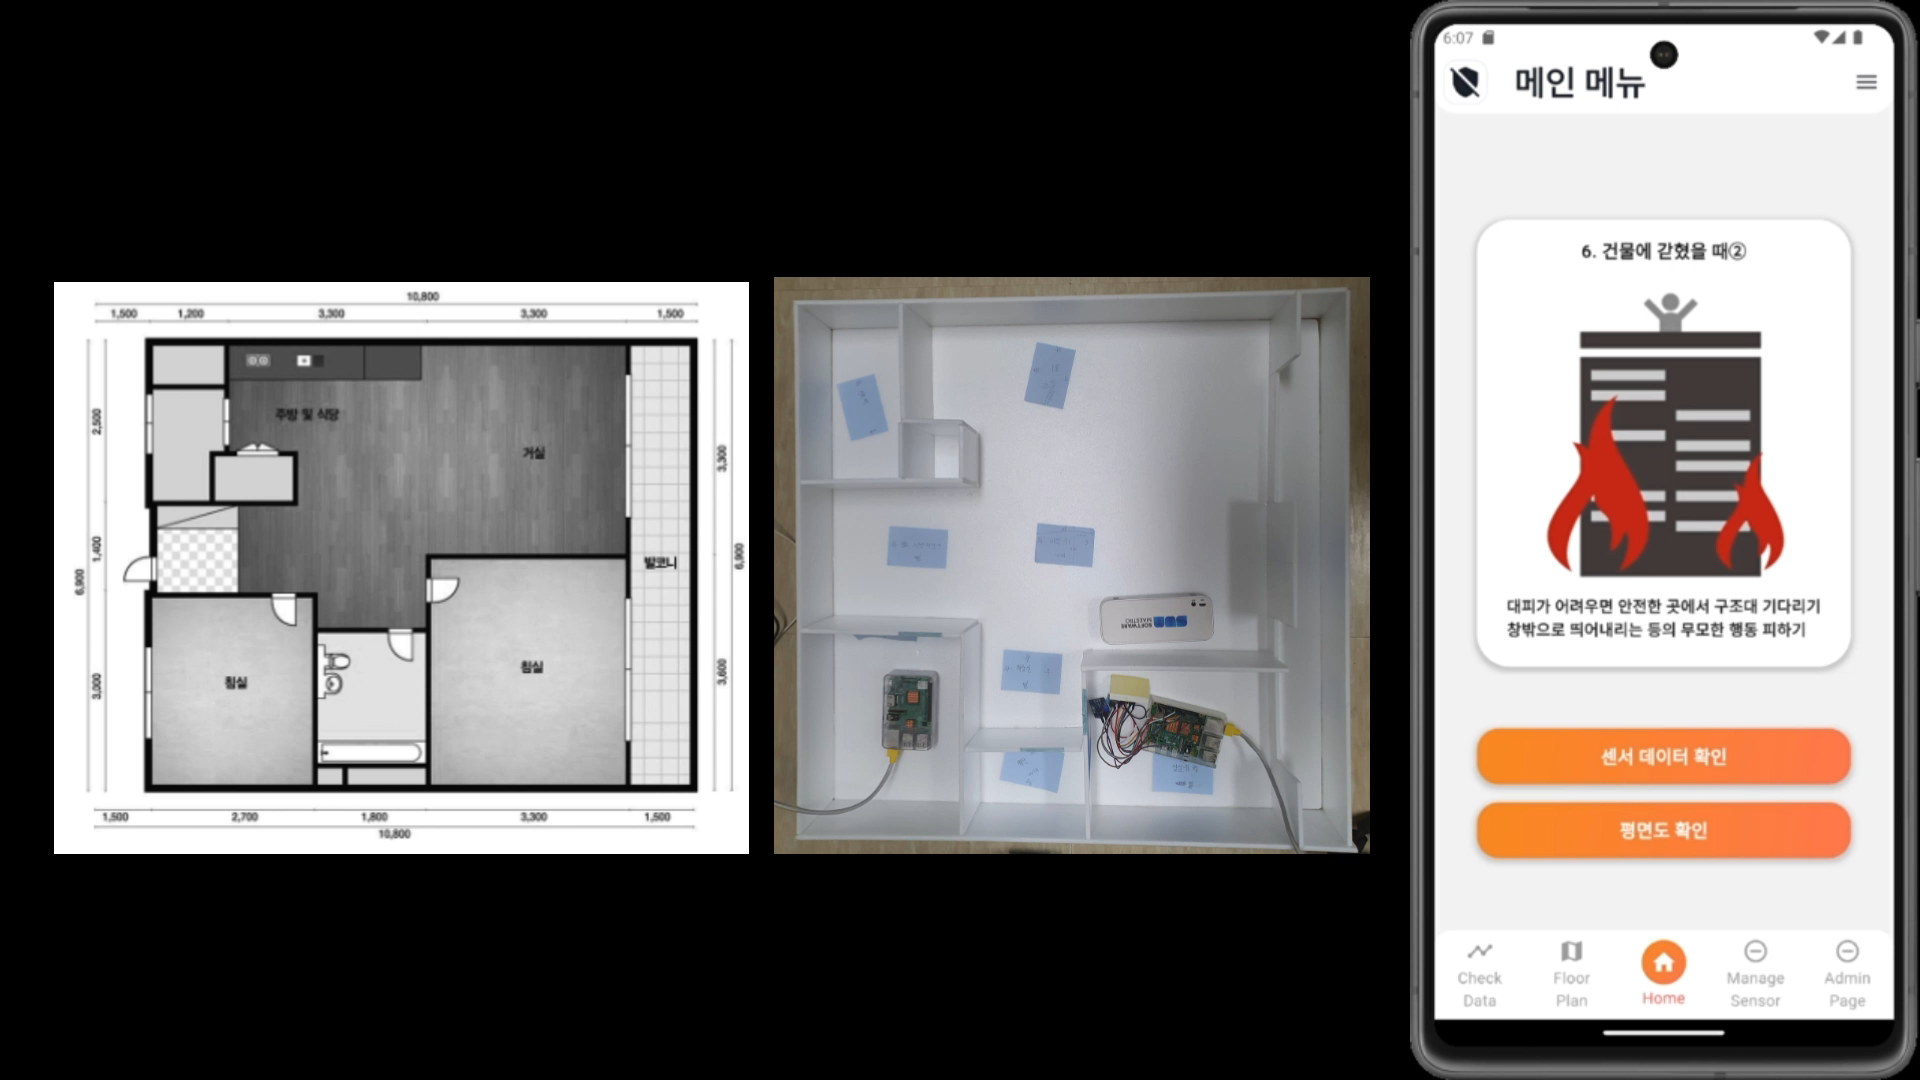 10,800
1,500 1,200 3,300 3,300 1,500
2,500
1,400
3,000
6,900
주방 및 식당
거실
발코니
침실
침실
3,300
3,600
6,900
1,500 2,700 1,800 3,300 1,500
10,800
SOFTWARE
MAESTRO
6:07
메인 메뉴
6. 건물에 갇혔을 때②
대피가 어려우면 안전한 곳에서 구조대 기다리기
창밖으로 띄어내리는 등의 무모한 행동 피하기
센서 데이터 확인
평면도 확인
Check
Data
Floor
Plan
Home
Manage
Sensor
Admin
Page